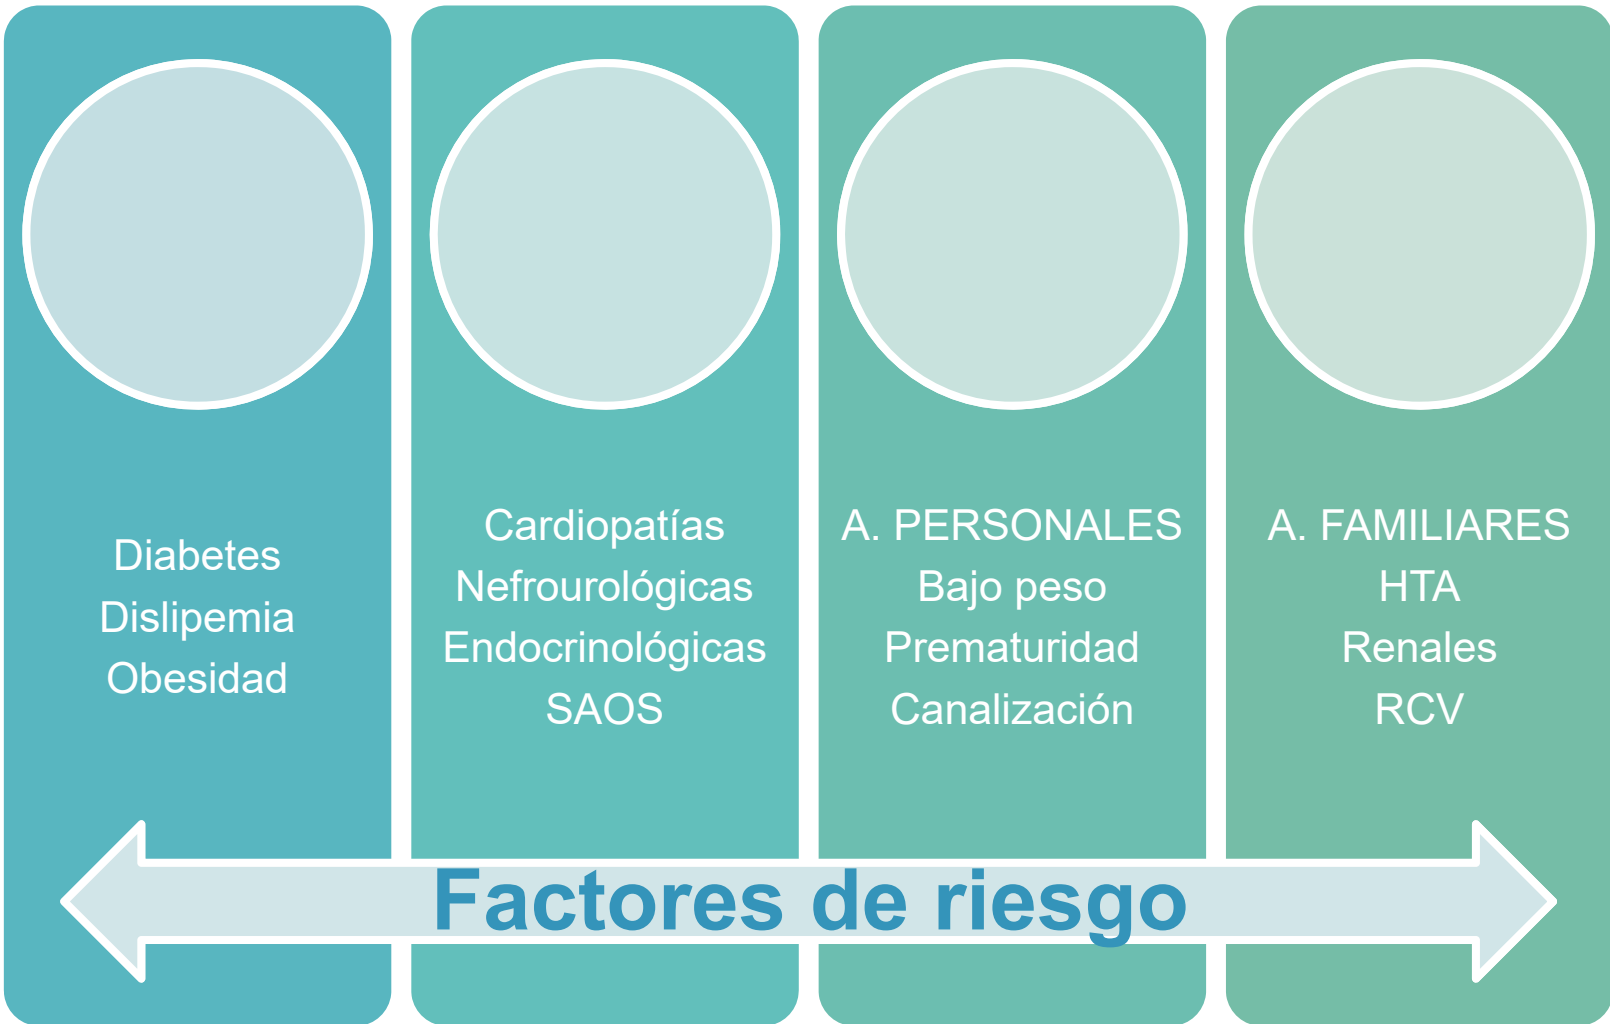 Diabetes
Dislipemia
Obesidad
Cardiopatías
Nefrourológicas
Endocrinológicas
SAOS
A. PERSONALES
Bajo peso
Prematuridad
Canalización
A. FAMILIARES
HTA
Renales
RCV
Factores de riesgo